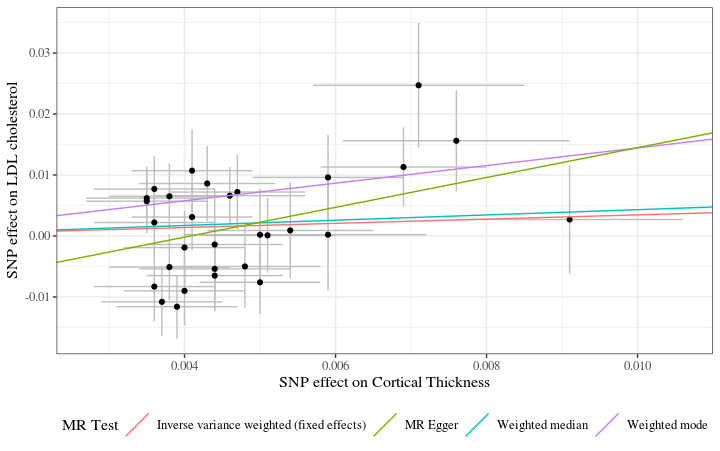 SNP effect on LDL cholesterol
0.03
0.02
0.01
0.00
-0.01
0.004 0.006 0.008 0.010
SNP effect on Cortical Thickness
MR Test Inverse variance weighted (fixed effects) MR Egger Weighted median Weighted mode